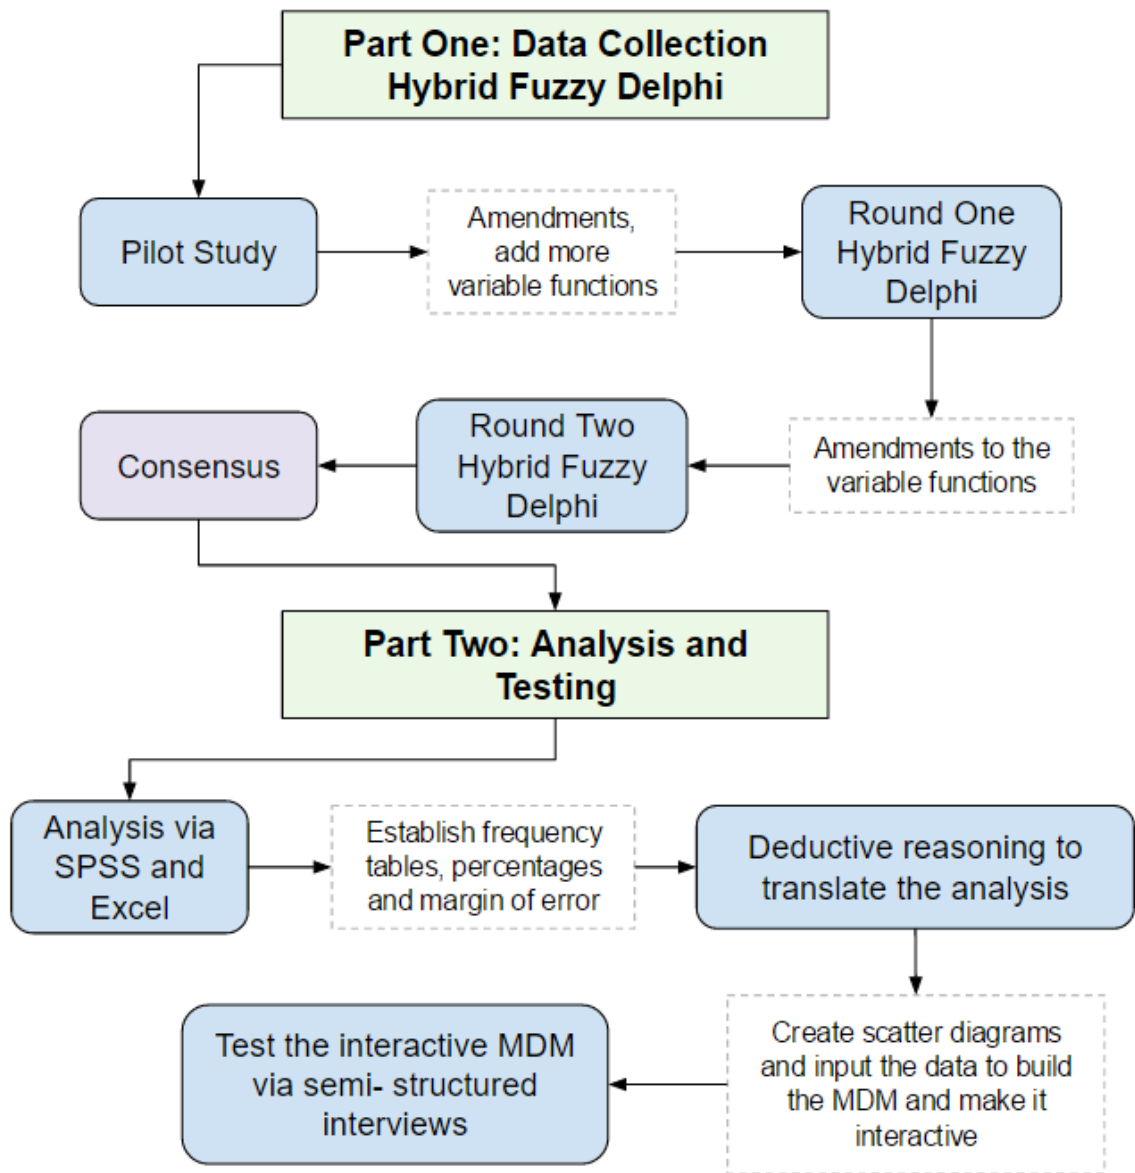 Part One: Data Collection
Hybrid Fuzzy Delphi
Pilot Study
Amendments,
add more
variable functions
Round One
Hybrid Fuzzy
Delphi
Amendments to the
variable functions
Round Two
Hybrid Fuzzy
Delphi
Consensus
Part Two: Analysis and
Testing
Analysis via
SPSS and
Excel
Establish frequency
tables, percentages
and margin of error
Deductive reasoning to
translate the analysis
Create scatter diagrams
and input the data to build
the MDM and make it
interactive
Test the interactive MDM
via semi- structured
interviews